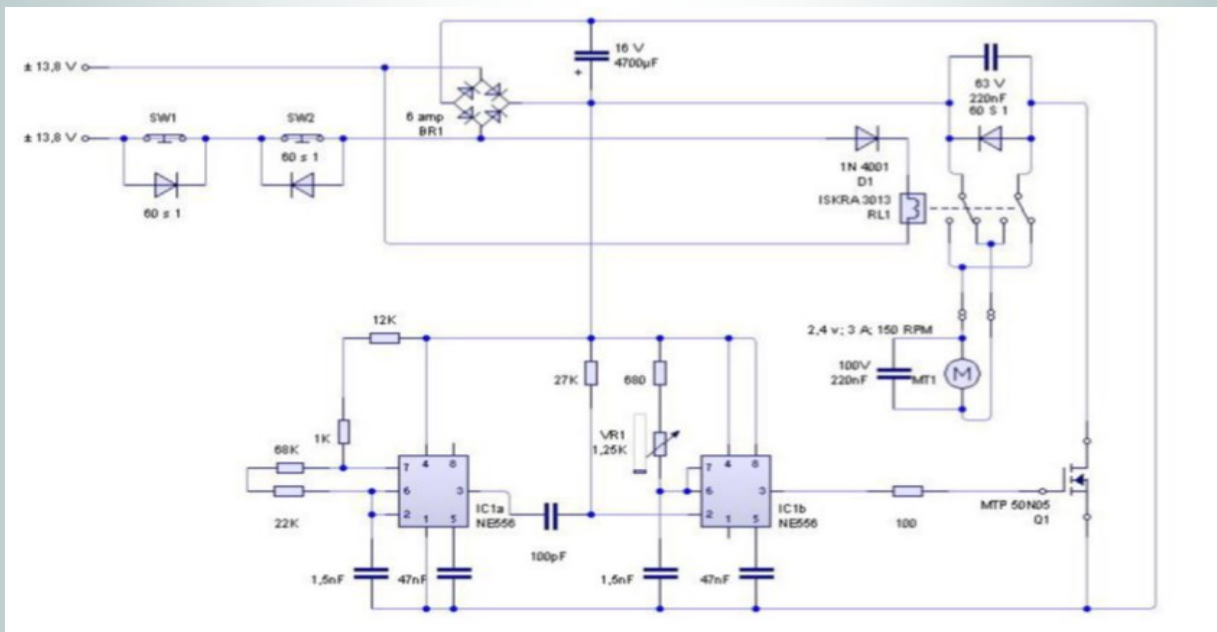 ± 13,8 V
± 13,8 V
SW1
60 s 1
SW2
60 s 1
6 amp
BR1
16 V
4700µF
+
63 V
220nF
60 S 1
1N 4001
D1
ISKRA 3013
RL1
2,4 v; 3 A; 150 RPM
100V
220nF
M
MT1
12K
1K
68K
22K
27K
680
VR1
1,25K
7
6
2
4
8
3
1
5
IC1a
NE556
100pF
1,5nF
47nF
7
6
2
4
8
3
1
5
IC1b
NE556
1,5nF
47nF
100
MTP 50N05
Q1